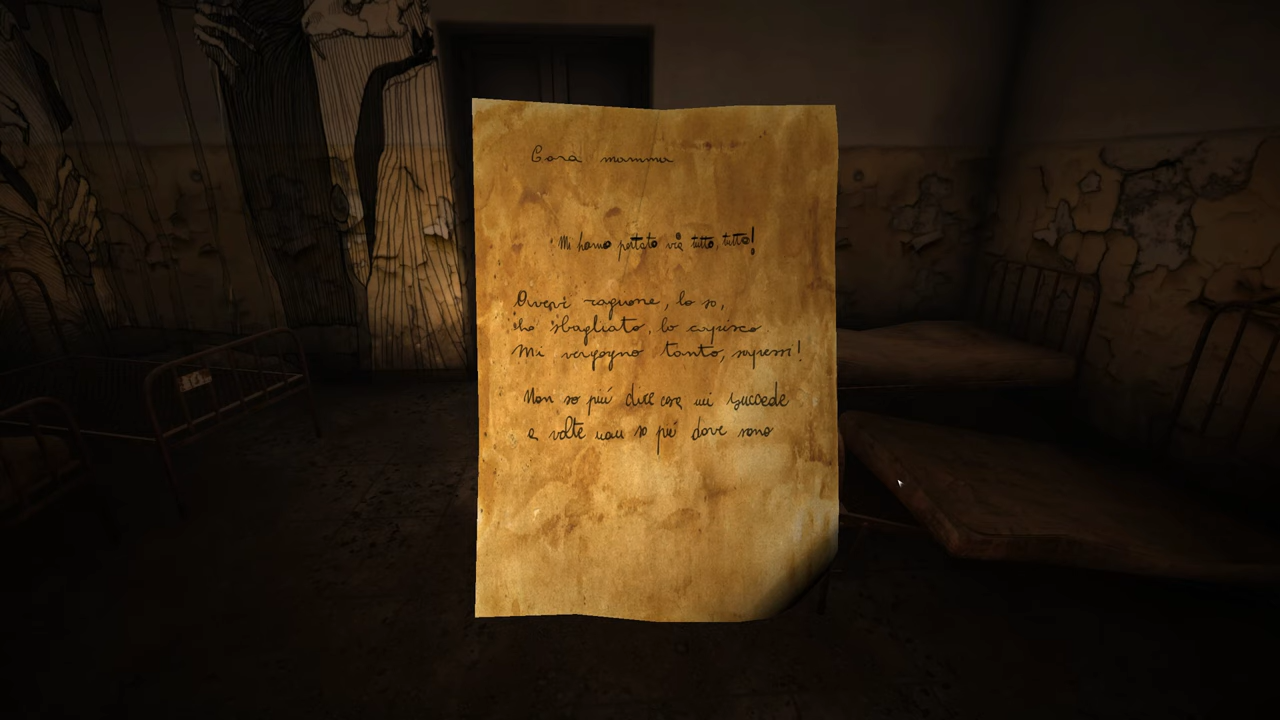 Cara mamma
Mi hanno portato via tutto, tutto!
Avevi ragione, lo so,
ho sbagliato, lo capisco
Mi vergogno tanto, sapessi!
Non so più dire cosa mi succede
e a volte non so più dove sono